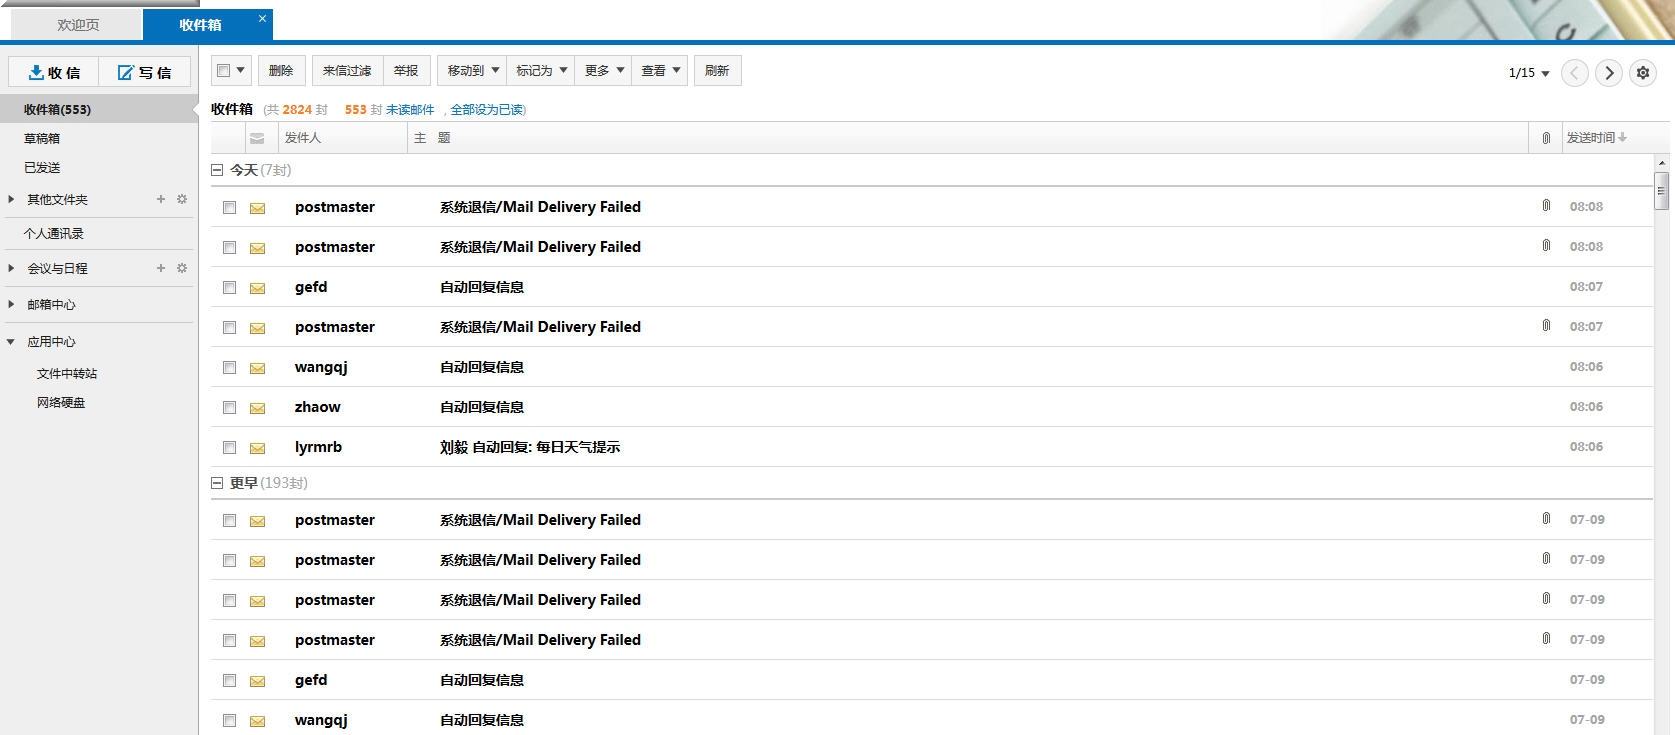 欢迎页 收件箱
收信 写信
收件箱(553)
草稿箱
已发送
其他文件夹
个人通讯录
会议与日程
邮箱中心
应用中心
文件中转站
网络硬盘
删除 来信过滤 举报 移动到 标记为 更多 查看 刷新 1/15
收件箱 (共 2824 封 553 封 未读邮件 , 全部设为已读)
发件人 主 题 发送时间
今天(7封)
postmaster 系统退信/Mail Delivery Failed 08:08
postmaster 系统退信/Mail Delivery Failed 08:08
gefd 自动回复信息 08:07
postmaster 系统退信/Mail Delivery Failed 08:07
wangqj 自动回复信息 08:06
zhaow 自动回复信息 08:06
lyrmrb 刘毅 自动回复: 每日天气提示 08:06
更早(193封)
postmaster 系统退信/Mail Delivery Failed 07-09
postmaster 系统退信/Mail Delivery Failed 07-09
postmaster 系统退信/Mail Delivery Failed 07-09
postmaster 系统退信/Mail Delivery Failed 07-09
gefd 自动回复信息 07-09
wangqj 自动回复信息 07-09